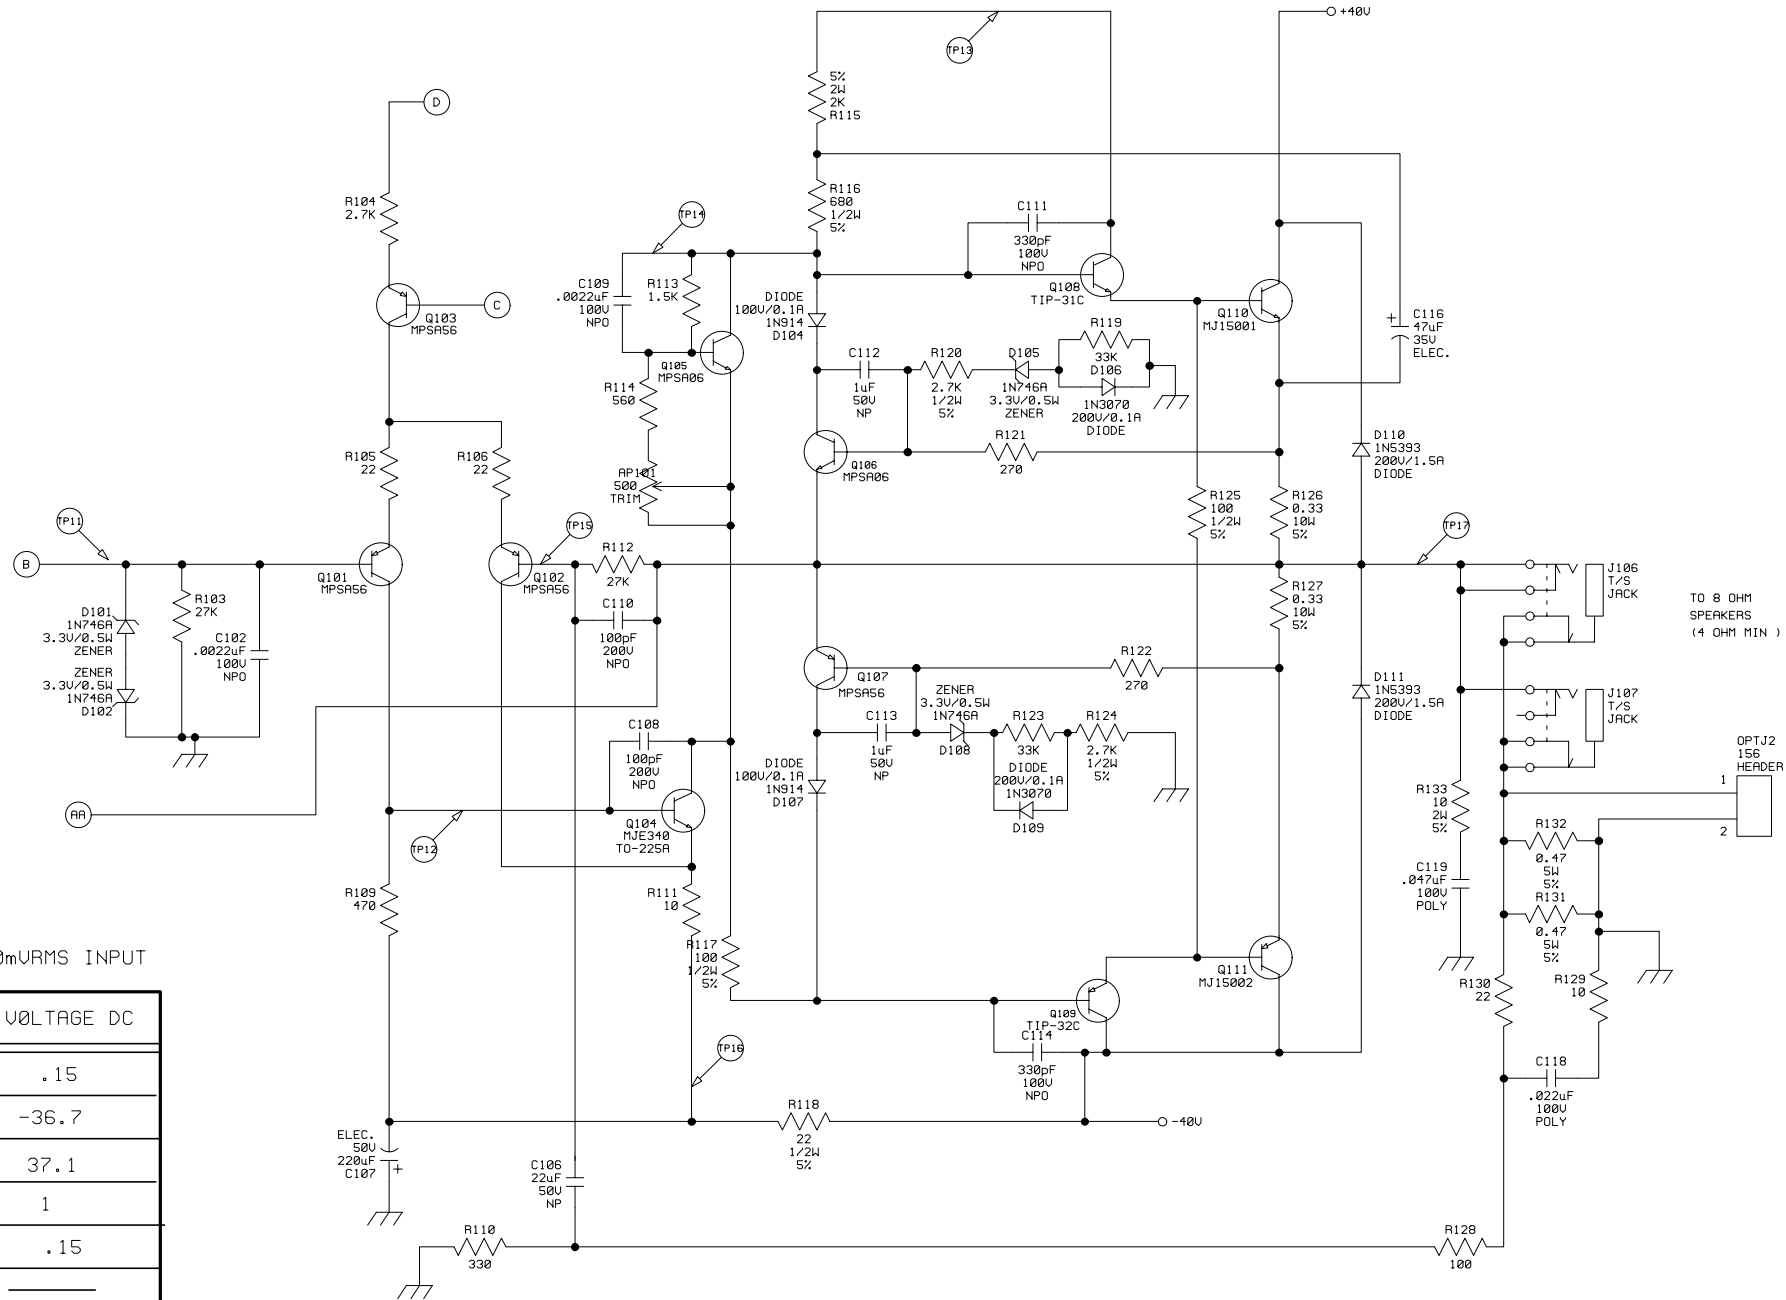 +40V
TP13
5%
2W
2K
R115
D
R104
2.7K
TP14
R116
680
1/2W
5%
C111
330pF
100V
NPO
C109
.0022uF
100V
NPO
R113
1.5K
DIODE
100V/0.1A
1N914
D104
Q108
TIP-31C
Q110
MJ15001
+
C116
47uF
35V
ELEC.
C
Q103
MPSA56
Q105
MPSA06
C112
1uF
50V
NP
R120
2.7K
1/2W
5%
D105
1N746A
3.3V/0.5W
ZENER
R119
33K
D106
1N3070
200V/0.1A
DIODE
R114
560
R105
22
R106
22
AP101
500
TRIM
Q106
MPSA06
R121
270
D110
1N5393
200V/1.5A
DIODE
R125
100
1/2W
5%
R126
0.33
10W
5%
TP11
TP15
TP17
B
Q101
MPSA56
Q102
MPSA56
R112
27K
J106
T/S
JACK
TO 8 OHM
SPEAKERS
(4 OHM MIN )
D101
1N746A
3.3V/0.5W
ZENER
R103
27K
C102
.0022uF
100V
NPO
C110
100pF
200V
NPO
R127
0.33
10W
5%
ZENER
3.3V/0.5W
1N746A
D102
Q107
MPSA56
R122
270
D111
1N5393
200V/1.5A
DIODE
J107
T/S
JACK
C108
100pF
200V
NPO
C113
1uF
50V
NP
ZENER
3.3V/0.5W
1N746A
D108
R123
33K
DIODE
200V/0.1A
1N3070
D109
R124
2.7K
1/2W
5%
OPTJ2
156
HEADER
1
2
DIODE
100V/0.1A
1N914
D107
AA
TP12
Q104
MJE340
TO-225A
R133
10
2W
5%
R132
0.47
5W
5%
C119
.047uF
100V
POLY
R131
0.47
5W
5%
R109
470
R111
10
R117
100
1/2W
5%
Q111
MJ15002
R130
22
R129
10
0mVRMS INPUT
VOLTAGE DC
.15
-36.7
37.1
1
.15
Q109
TIP-32C
C114
330pF
100V
NPO
TP16
C118
.022uF
100V
POLY
R118
22
1/2W
5%
-40V
ELEC.
50V
220uF
C107
+
C106
22uF
50V
NP
R110
330
R128
100